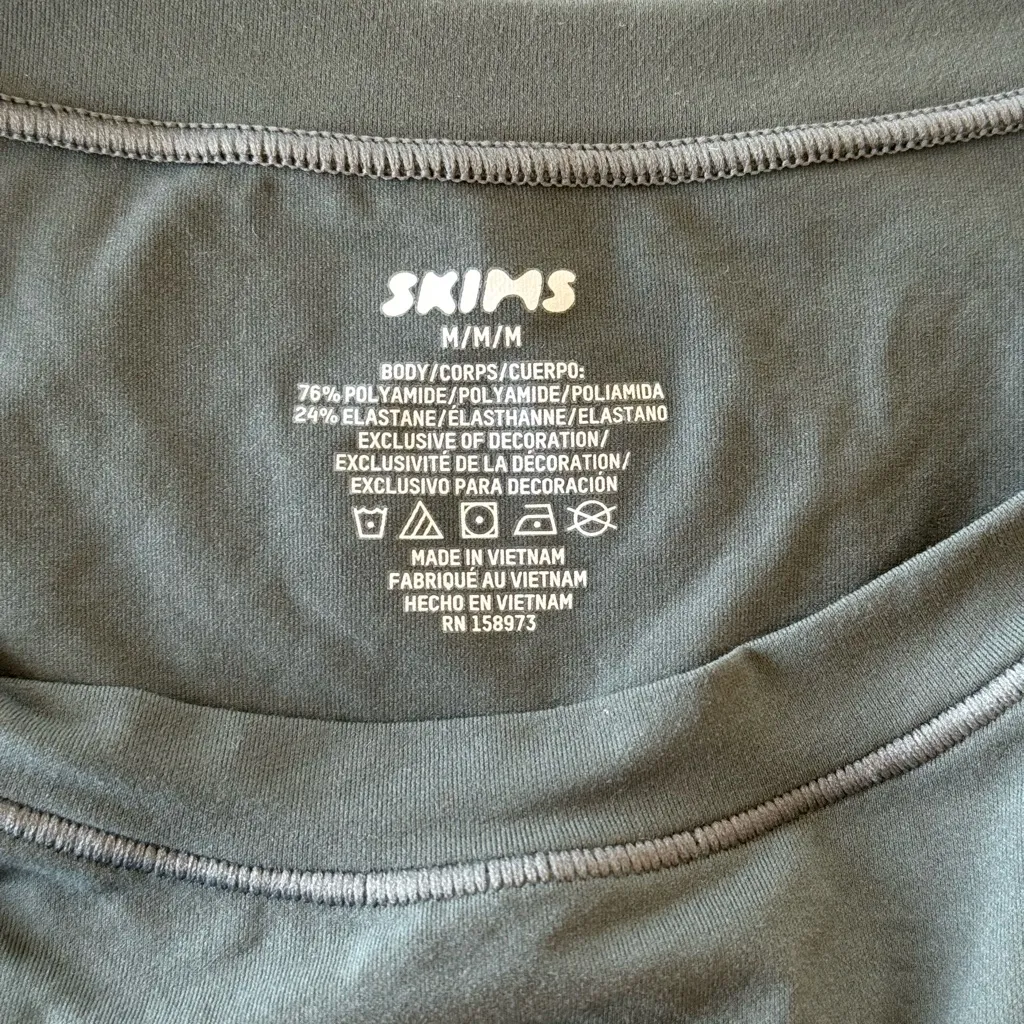 SKIMS
M/M/M
BODY/CORPS/CUERPO:
76% POLYAMIDE/POLYAMIDE/POLIAMIDA
24% ELASTANE/ÉLASTHANNE/ELASTANO
EXCLUSIVE OF DECORATION/
EXCLUSIVITÉ DE LA DÉCORATION/
EXCLUSIVO PARA DECORACIÓN
MADE IN VIETNAM
FABRIQUÉ AU VIETNAM
HECHO EN VIETNAM
RN 158973